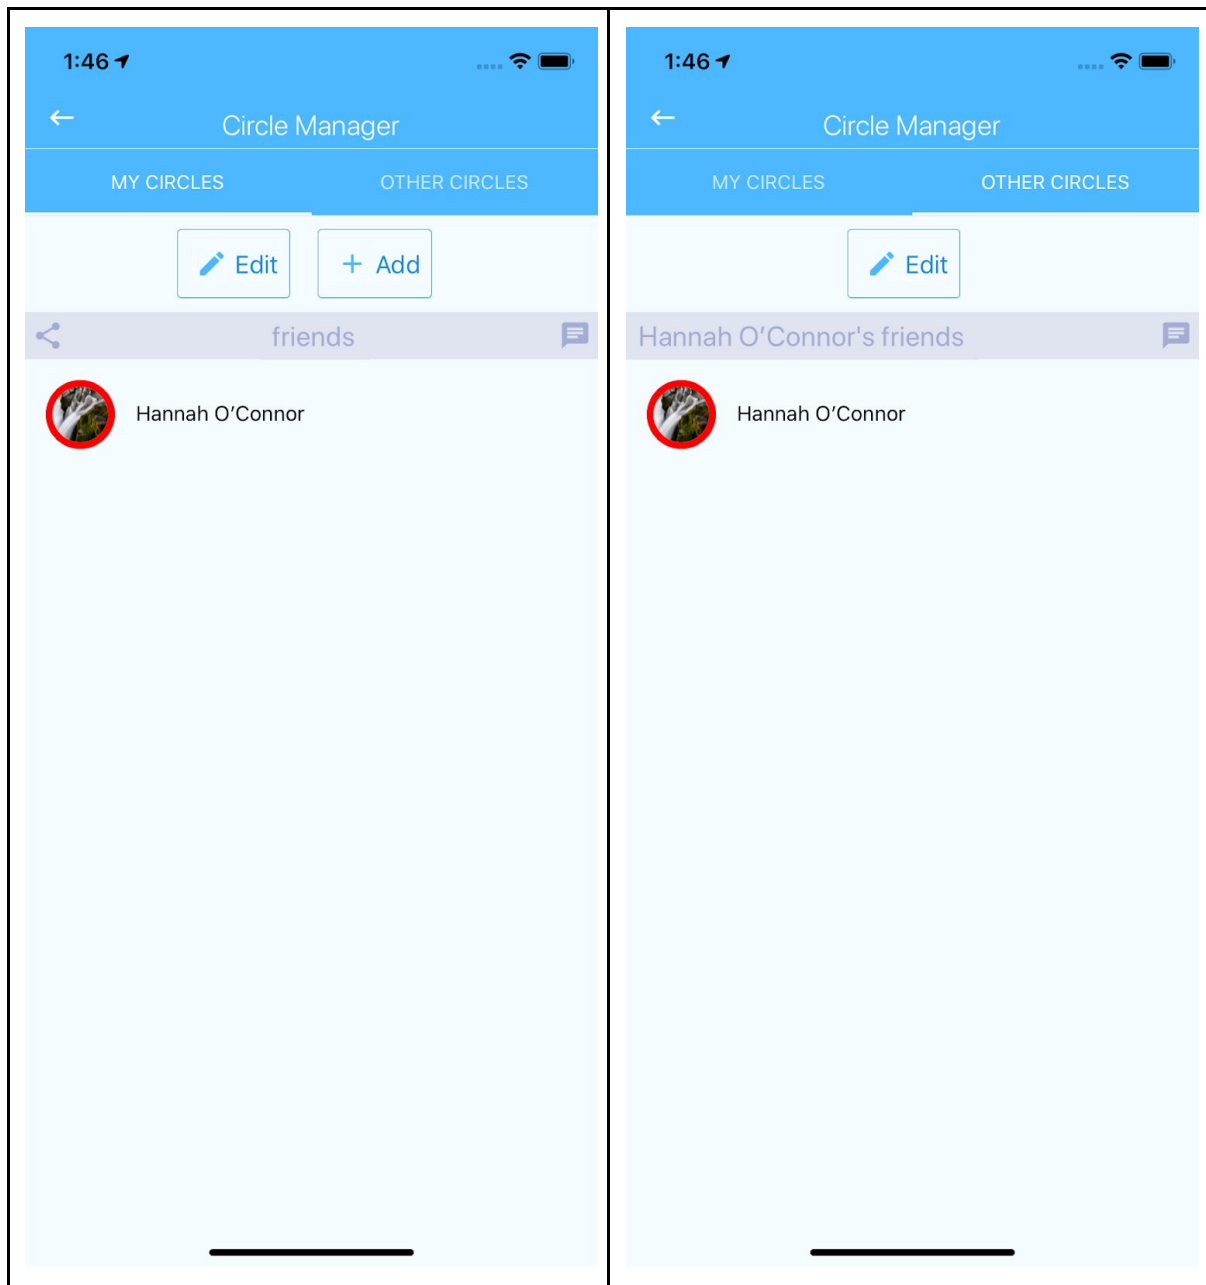 1:46
Circle Manager
MY CIRCLES OTHER CIRCLES
Edit + Add
friends
Hannah O’Connor
1:46
Circle Manager
MY CIRCLES OTHER CIRCLES
Edit
Hannah O’Connor's friends
Hannah O’Connor